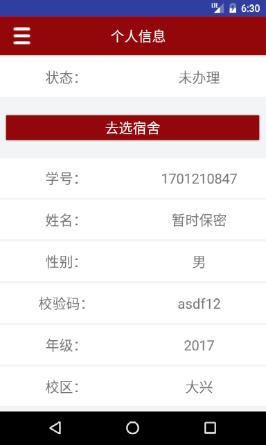 LTE 6:30
个人信息
状态： 未办理
去选宿舍
学号： 1701210847
姓名： 暂时保密
性别： 男
校验码： asdf12
年级： 2017
校区： 大兴